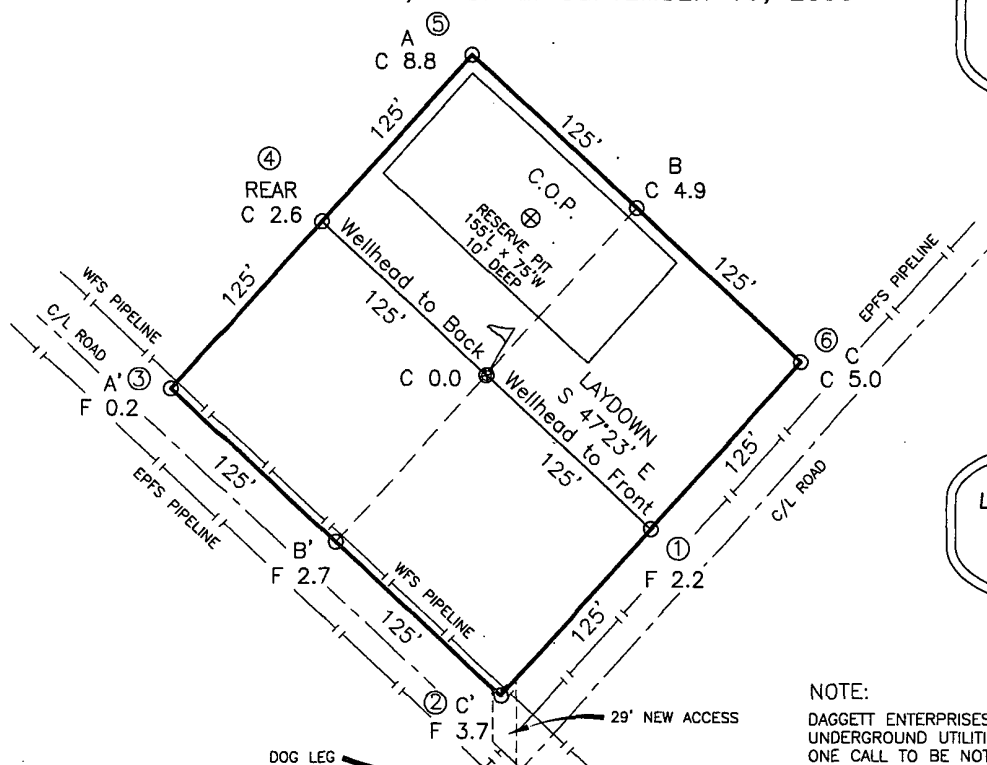 A ⑤
C 8.8
125'
125'
④
REAR
C 2.6
B
C 4.9
C.O.P.
RESERVE PIT
155'L X 75'W
10' DEEP
Wellhead to Back
125'
125'
125'
EPFS PIPELINE
WFS PIPELINE
C/L ROAD
⑥ C
C 5.0
A' ③
F 0.2
C 0.0
LAYDOWN
S 47°23' E
Wellhead to Front
125'
125'
C/L ROAD
EPFS PIPELINE
125'
B'
F 2.7
①
F 2.2
WFS PIPELINE
125'
125'
② C'
F 3.7
29' NEW ACCESS
DOG LEG
NOTE:
DAGGETT ENTERPRISES
UNDERGROUND
ONE CALL TO BE